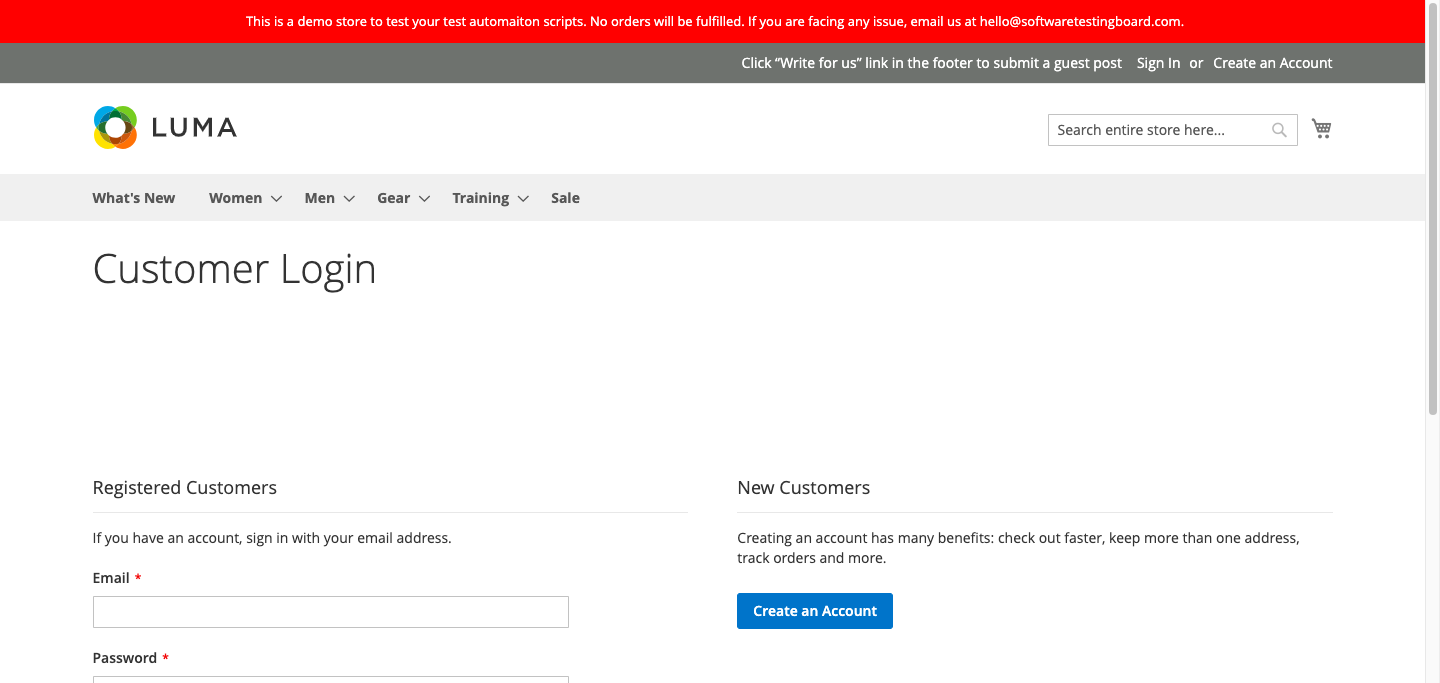 This is a demo store to test your test automaiton scripts. No orders will be fulfilled. If you are facing any issue, email us at hello@softwaretestingboard.com.
Click “Write for us” link in the footer to submit a guest post Sign In or Create an Account
LUMA
Search entire store here...
What's New Women Men Gear Training Sale
Customer Login
Registered Customers
If you have an account, sign in with your email address.
Email *
Password *
New Customers
Creating an account has many benefits: check out faster, keep more than one address,
track orders and more.
Create an Account